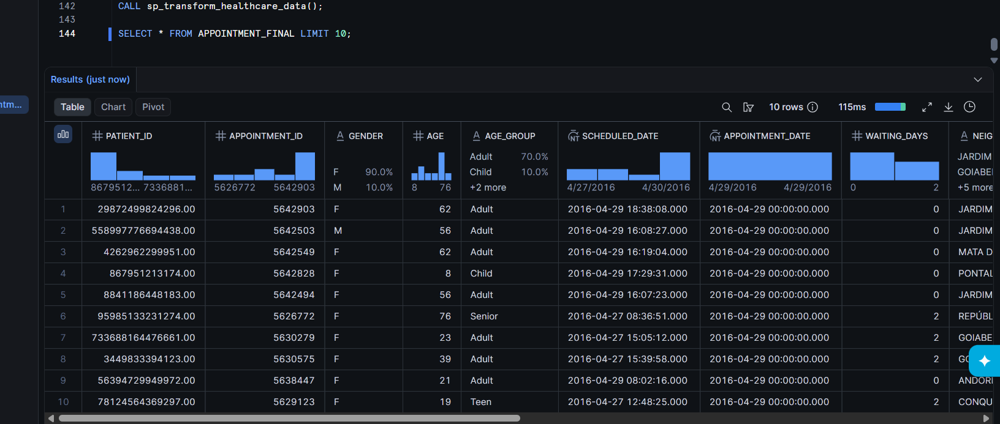 142 CALL sp_transform_healthcare_data();
143
144 SELECT * FROM APPOINTMENT_FINAL LIMIT 10;
ntm...
Results (just now)
Table Chart Pivot 10 rows 115ms
PATIENT_ID APPOINTMENT_ID GENDER AGE AGE_GROUP SCHEDULED_DATE APPOINTMENT_DATE WAITING_DAYS NEIG
Adult 70.0% JARDIM
F 90.0% Child 10.0% GOIABE
8679512... 7336881... 5626772 5642903 M 10.0% 8 76 +2 more 4/27/2016 4/30/2016 4/29/2016 4/29/2016 0 2 +5 more
1 29872499824296.00 5642903 F 62 Adult 2016-04-29 18:38:08.000 2016-04-29 00:00:00.000 0 JARDIM
2 558997776694438.00 5642503 M 56 Adult 2016-04-29 16:08:27.000 2016-04-29 00:00:00.000 0 JARDIM
3 4262962299951.00 5642549 F 62 Adult 2016-04-29 16:19:04.000 2016-04-29 00:00:00.000 0 MATA D
4 867951213174.00 5642828 F 8 Child 2016-04-29 17:29:31.000 2016-04-29 00:00:00.000 0 PONTAL
5 8841186448183.00 5642494 F 56 Adult 2016-04-29 16:07:23.000 2016-04-29 00:00:00.000 0 JARDIM
6 95985133231274.00 5626772 F 76 Senior 2016-04-27 08:36:51.000 2016-04-29 00:00:00.000 2 REPÚBL
7 733688164476661.00 5630279 F 23 Adult 2016-04-27 15:05:12.000 2016-04-29 00:00:00.000 2 GOIABE
8 3449833394123.00 5630575 F 39 Adult 2016-04-27 15:39:58.000 2016-04-29 00:00:00.000 2
9 56394729949972.00 5638447 F 21 Adult 2016-04-29 08:02:16.000 2016-04-29 00:00:00.000 0 ANDOR
10 78124564369297.00 5629123 F 19 Teen 2016-04-27 12:48:25.000 2016-04-29 00:00:00.000 2 CONQU